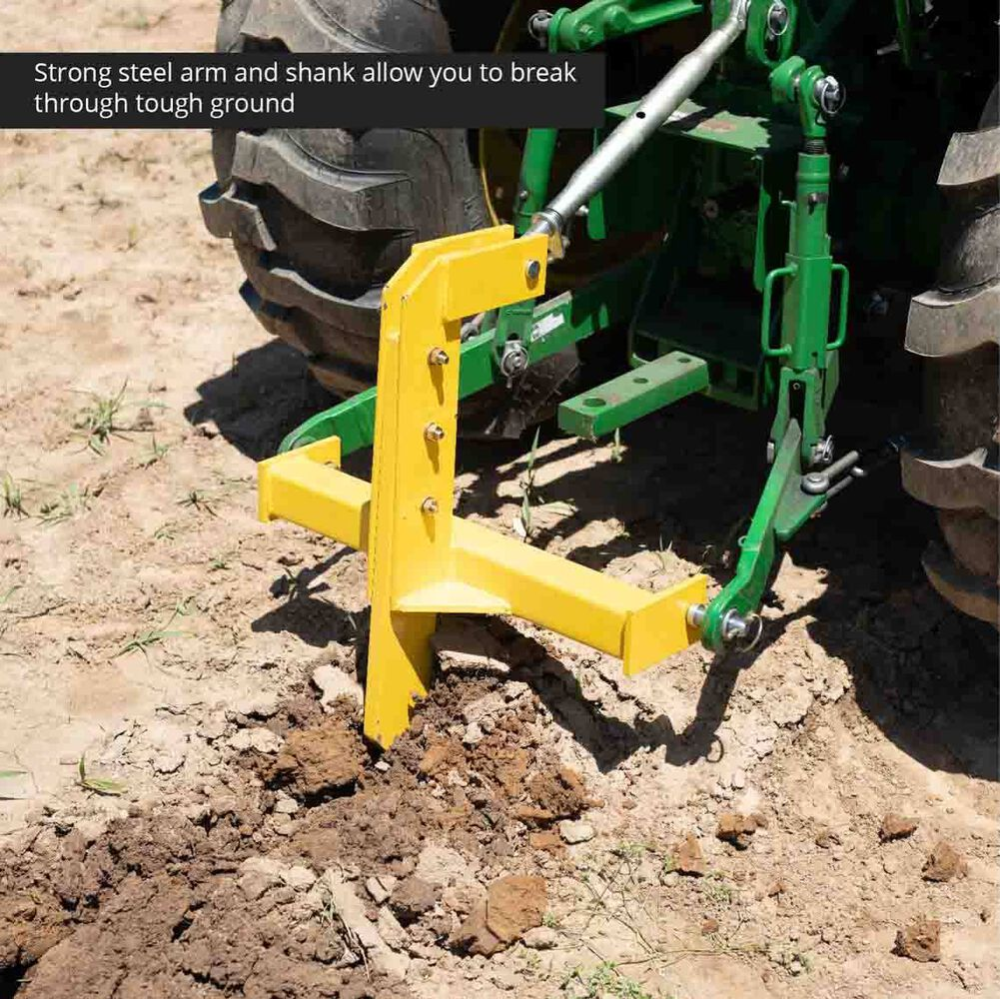 Strong steel arm and shank allow you to break
through tough ground